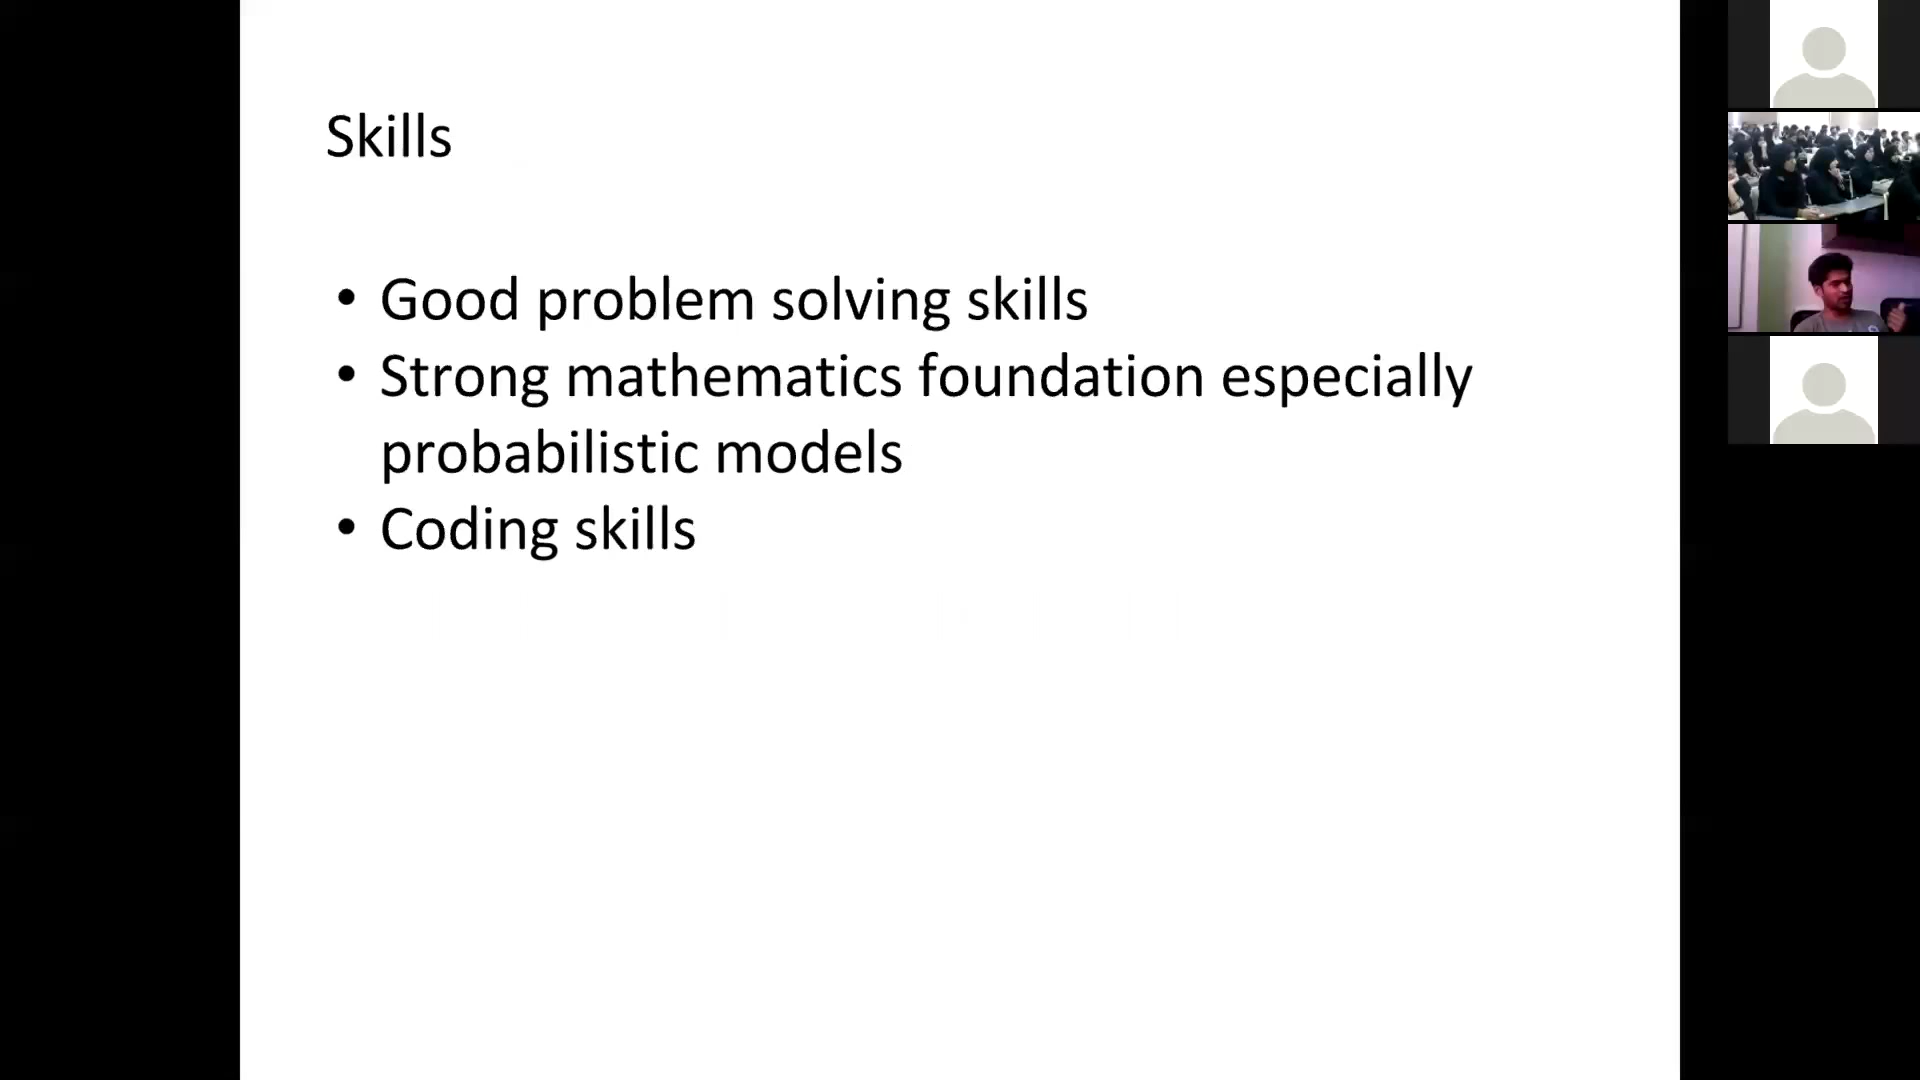 Skills
• Good problem solving skills
• Strong mathematics foundation especially
probabilistic models
• Coding skills